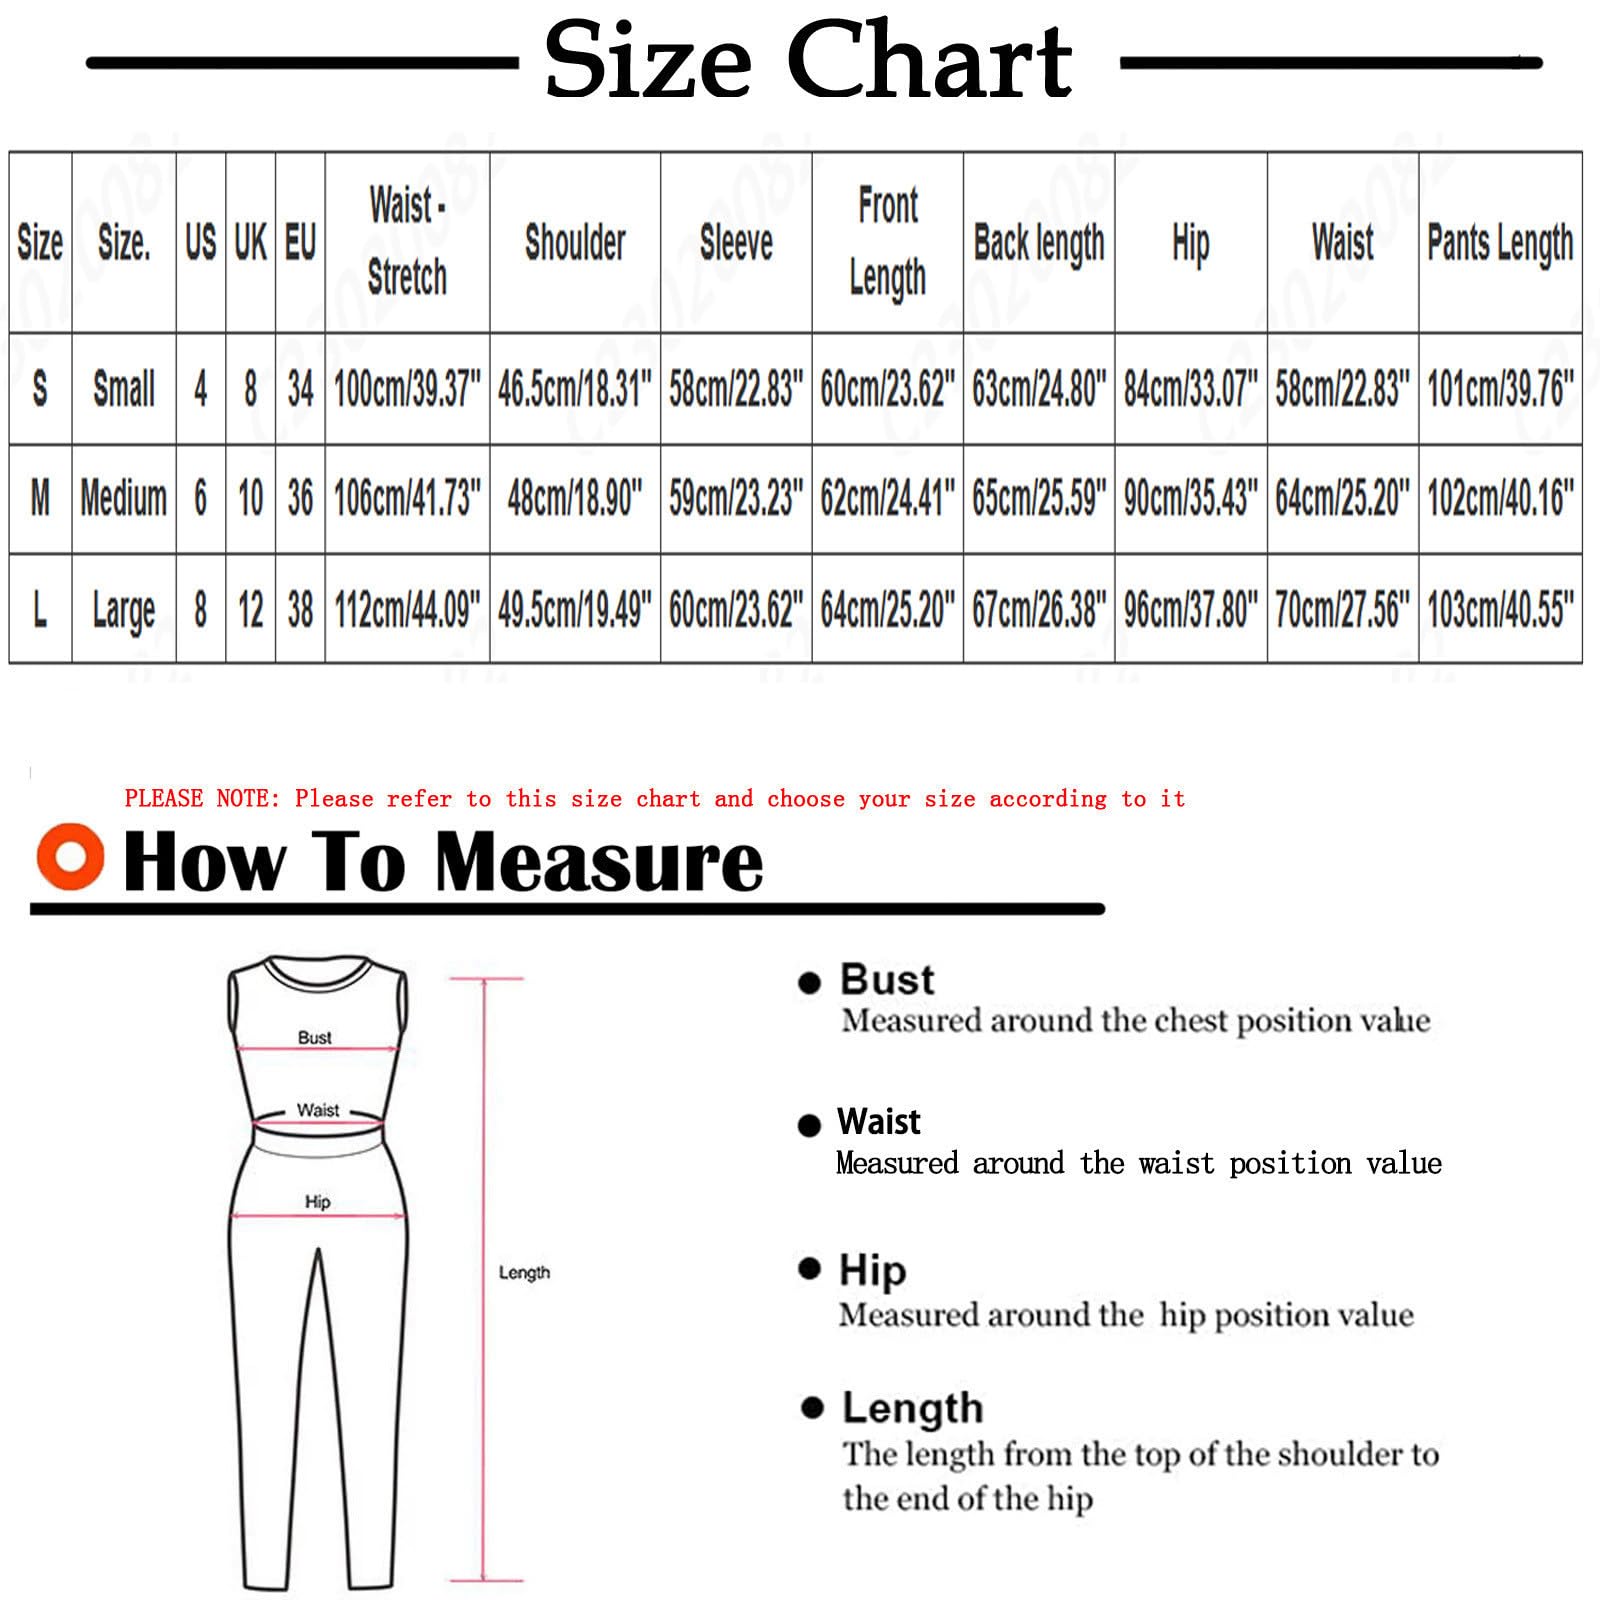 Size Chart
Size Size. US UK EU Waist - Stretch Shoulder Sleeve Front Length Back length Hip Waist Pants Length
S Small 4 8 34 100cm/39.37" 46.5cm/18.31" 58cm/22.83" 60cm/23.62" 63cm/24.80" 84cm/33.07" 58cm/22.83" 101cm/39.76"
M Medium 6 10 36 106cm/41.73" 48cm/18.90" 59cm/23.23" 62cm/24.41" 65cm/25.59" 90cm/35.43" 64cm/25.20" 102cm/40.16"
L Large 8 12 38 112cm/44.09" 49.5cm/19.49" 60cm/23.62" 64cm/25.20" 67cm/26.38" 96cm/37.80" 70cm/27.56" 103cm/40.55"
PLEASE NOTE: Please refer to this size chart and choose your size according to it
How To Measure
Bust
Waist
Hip
Length
Bust
Measured around the chest position value
Waist
Measured around the waist position value
Hip
Measured around the hip position value
Length
The length from the top of the shoulder to
the end of the hip